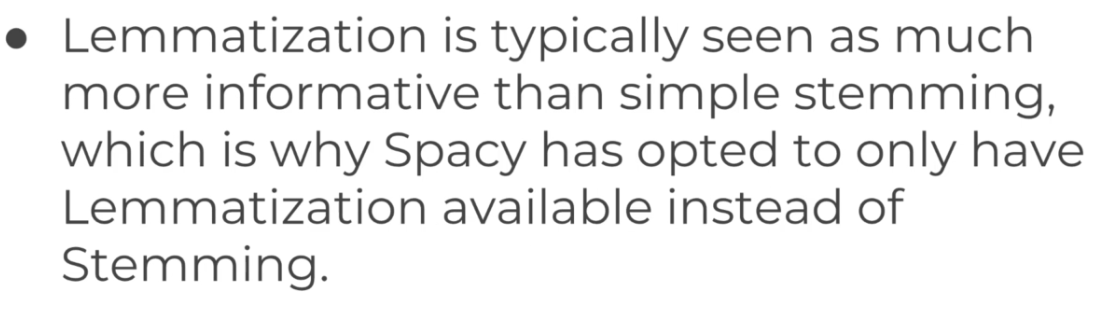 • Lemmatization is typically seen as much
more informative than simple stemming,
which is why Spacy has opted to only have
Lemmatization available instead of
Stemming.